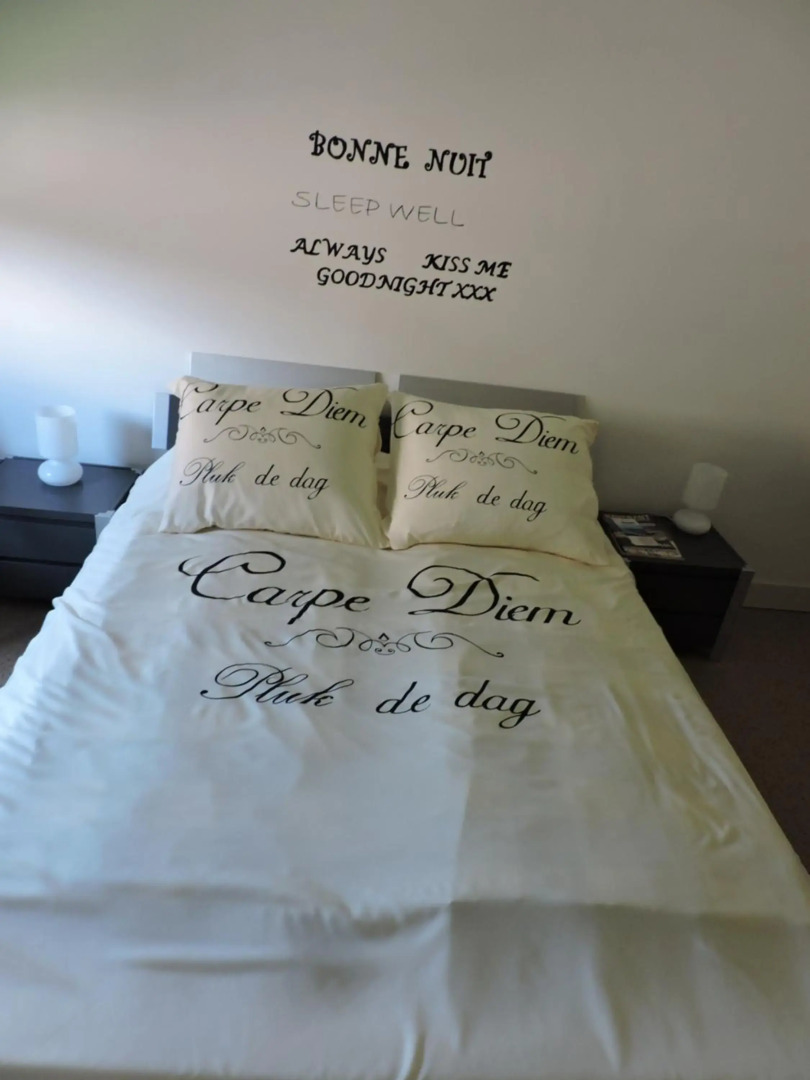 BONNE NUIT
SLEEP WELL
ALWAYS KISS ME
GOODNIGHT XXX
Carpe Diem
Pluk de dag
Carpe Diem
Pluk de dag
Carpe Diem
Pluk de dag